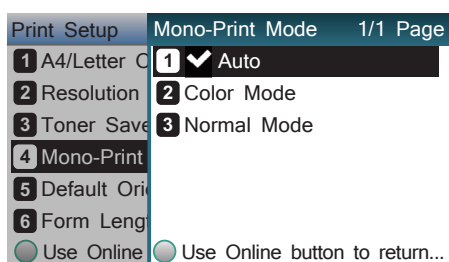 Print Setup
1 A4/Letter C
2 Resolution
3 Toner Save
4 Mono-Print
5 Default Ori
6 Form Leng
Use Online
Mono-Print Mode 1/1 Page
1 Auto
2 Color Mode
3 Normal Mode
Use Online button to return...